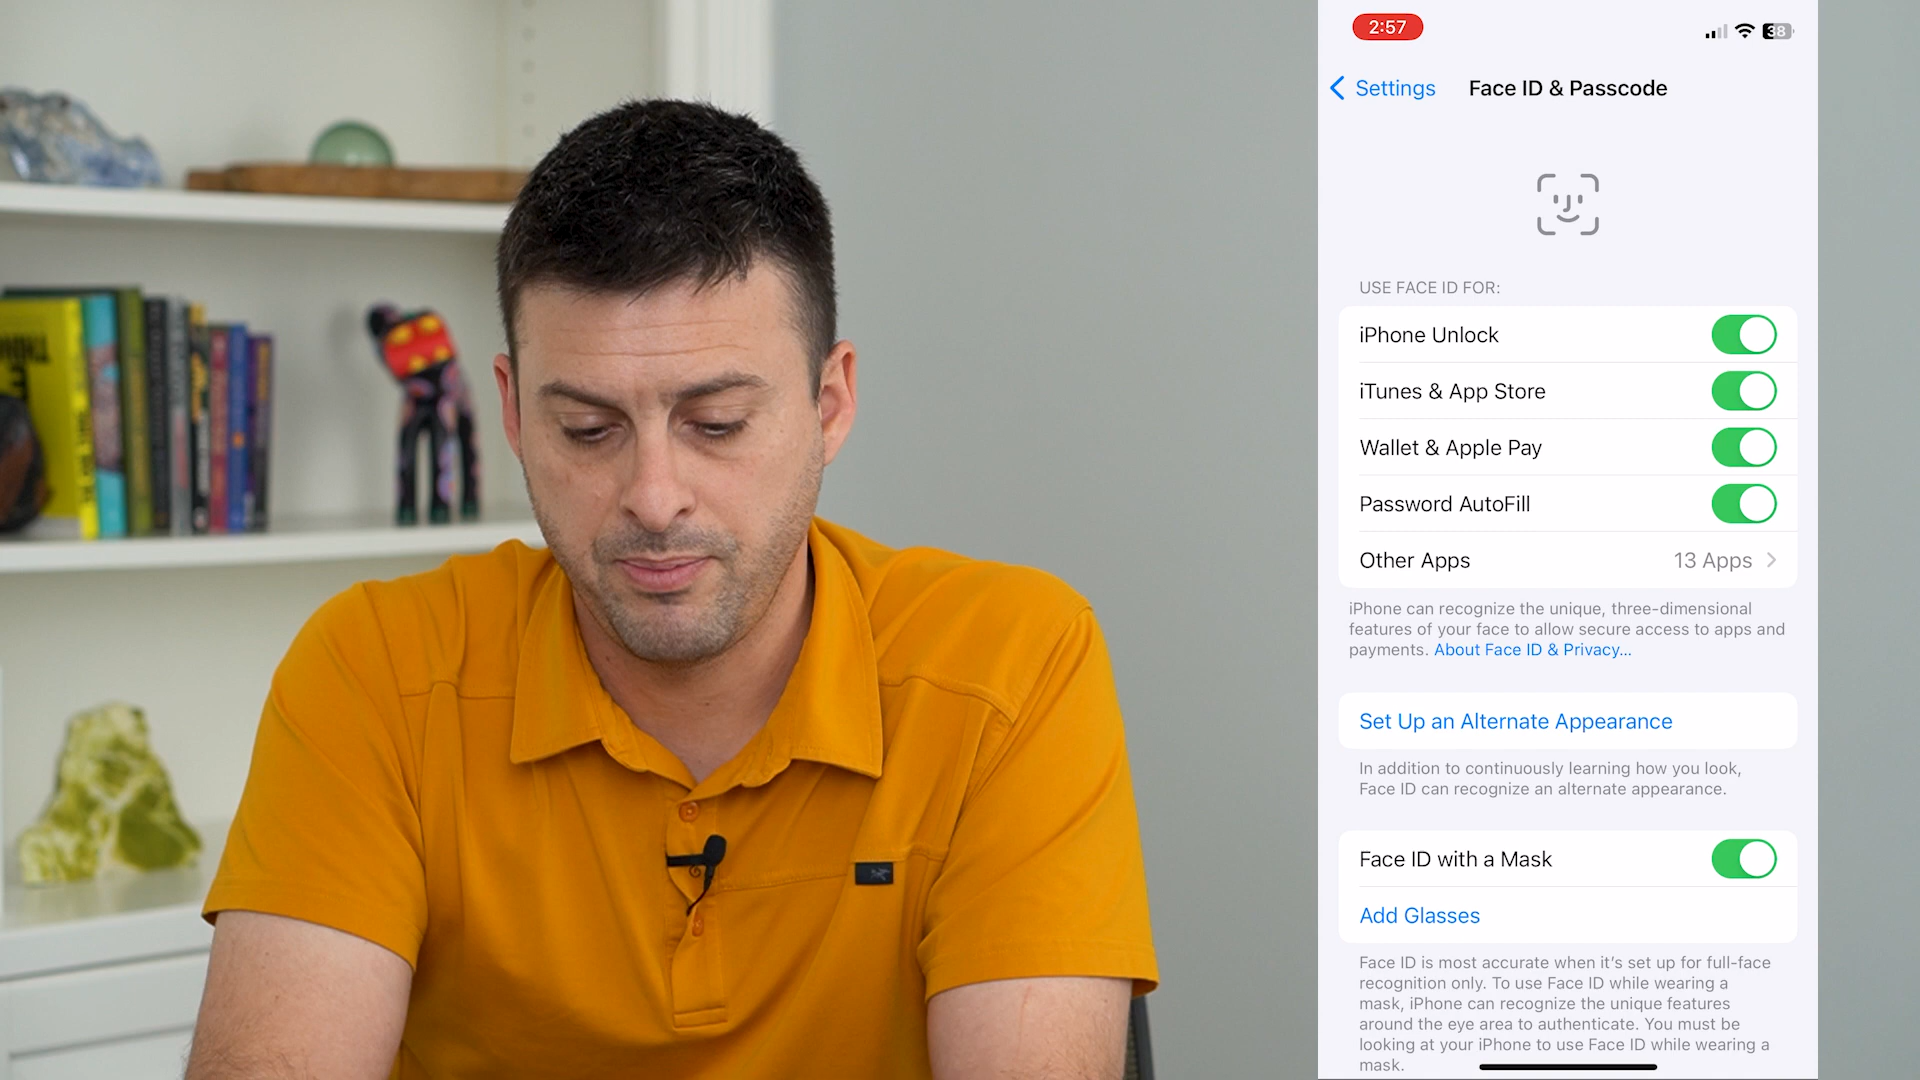 2:57
38
Settings
Face ID & Passcode
USE FACE ID FOR:
iPhone Unlock
iTunes & App Store
Wallet & Apple Pay
Password AutoFill
Other Apps
13 Apps
iPhone can recognize the unique, three-dimensional
features of your face to allow secure access to apps and
payments. About Face ID & Privacy...
Set Up an Alternate Appearance
In addition to continuously learning how you look,
Face ID can recognize an alternate appearance.
Face ID with a Mask
Add Glasses
Face ID is most accurate when it's set up for full-face
recognition only. To use Face ID while wearing a
mask, iPhone can recognize the unique features
around the eye area to authenticate. You must be
looking at your iPhone to use Face ID while wearing a
mask.